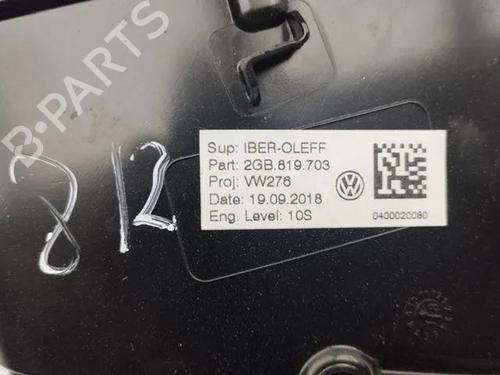 B-PARTS
812
Sup: IBER-OLEFF
Part: 2GB.819.703
Proj: VW276
Date: 19.09.2018
Eng. Level: 10S
0400020080